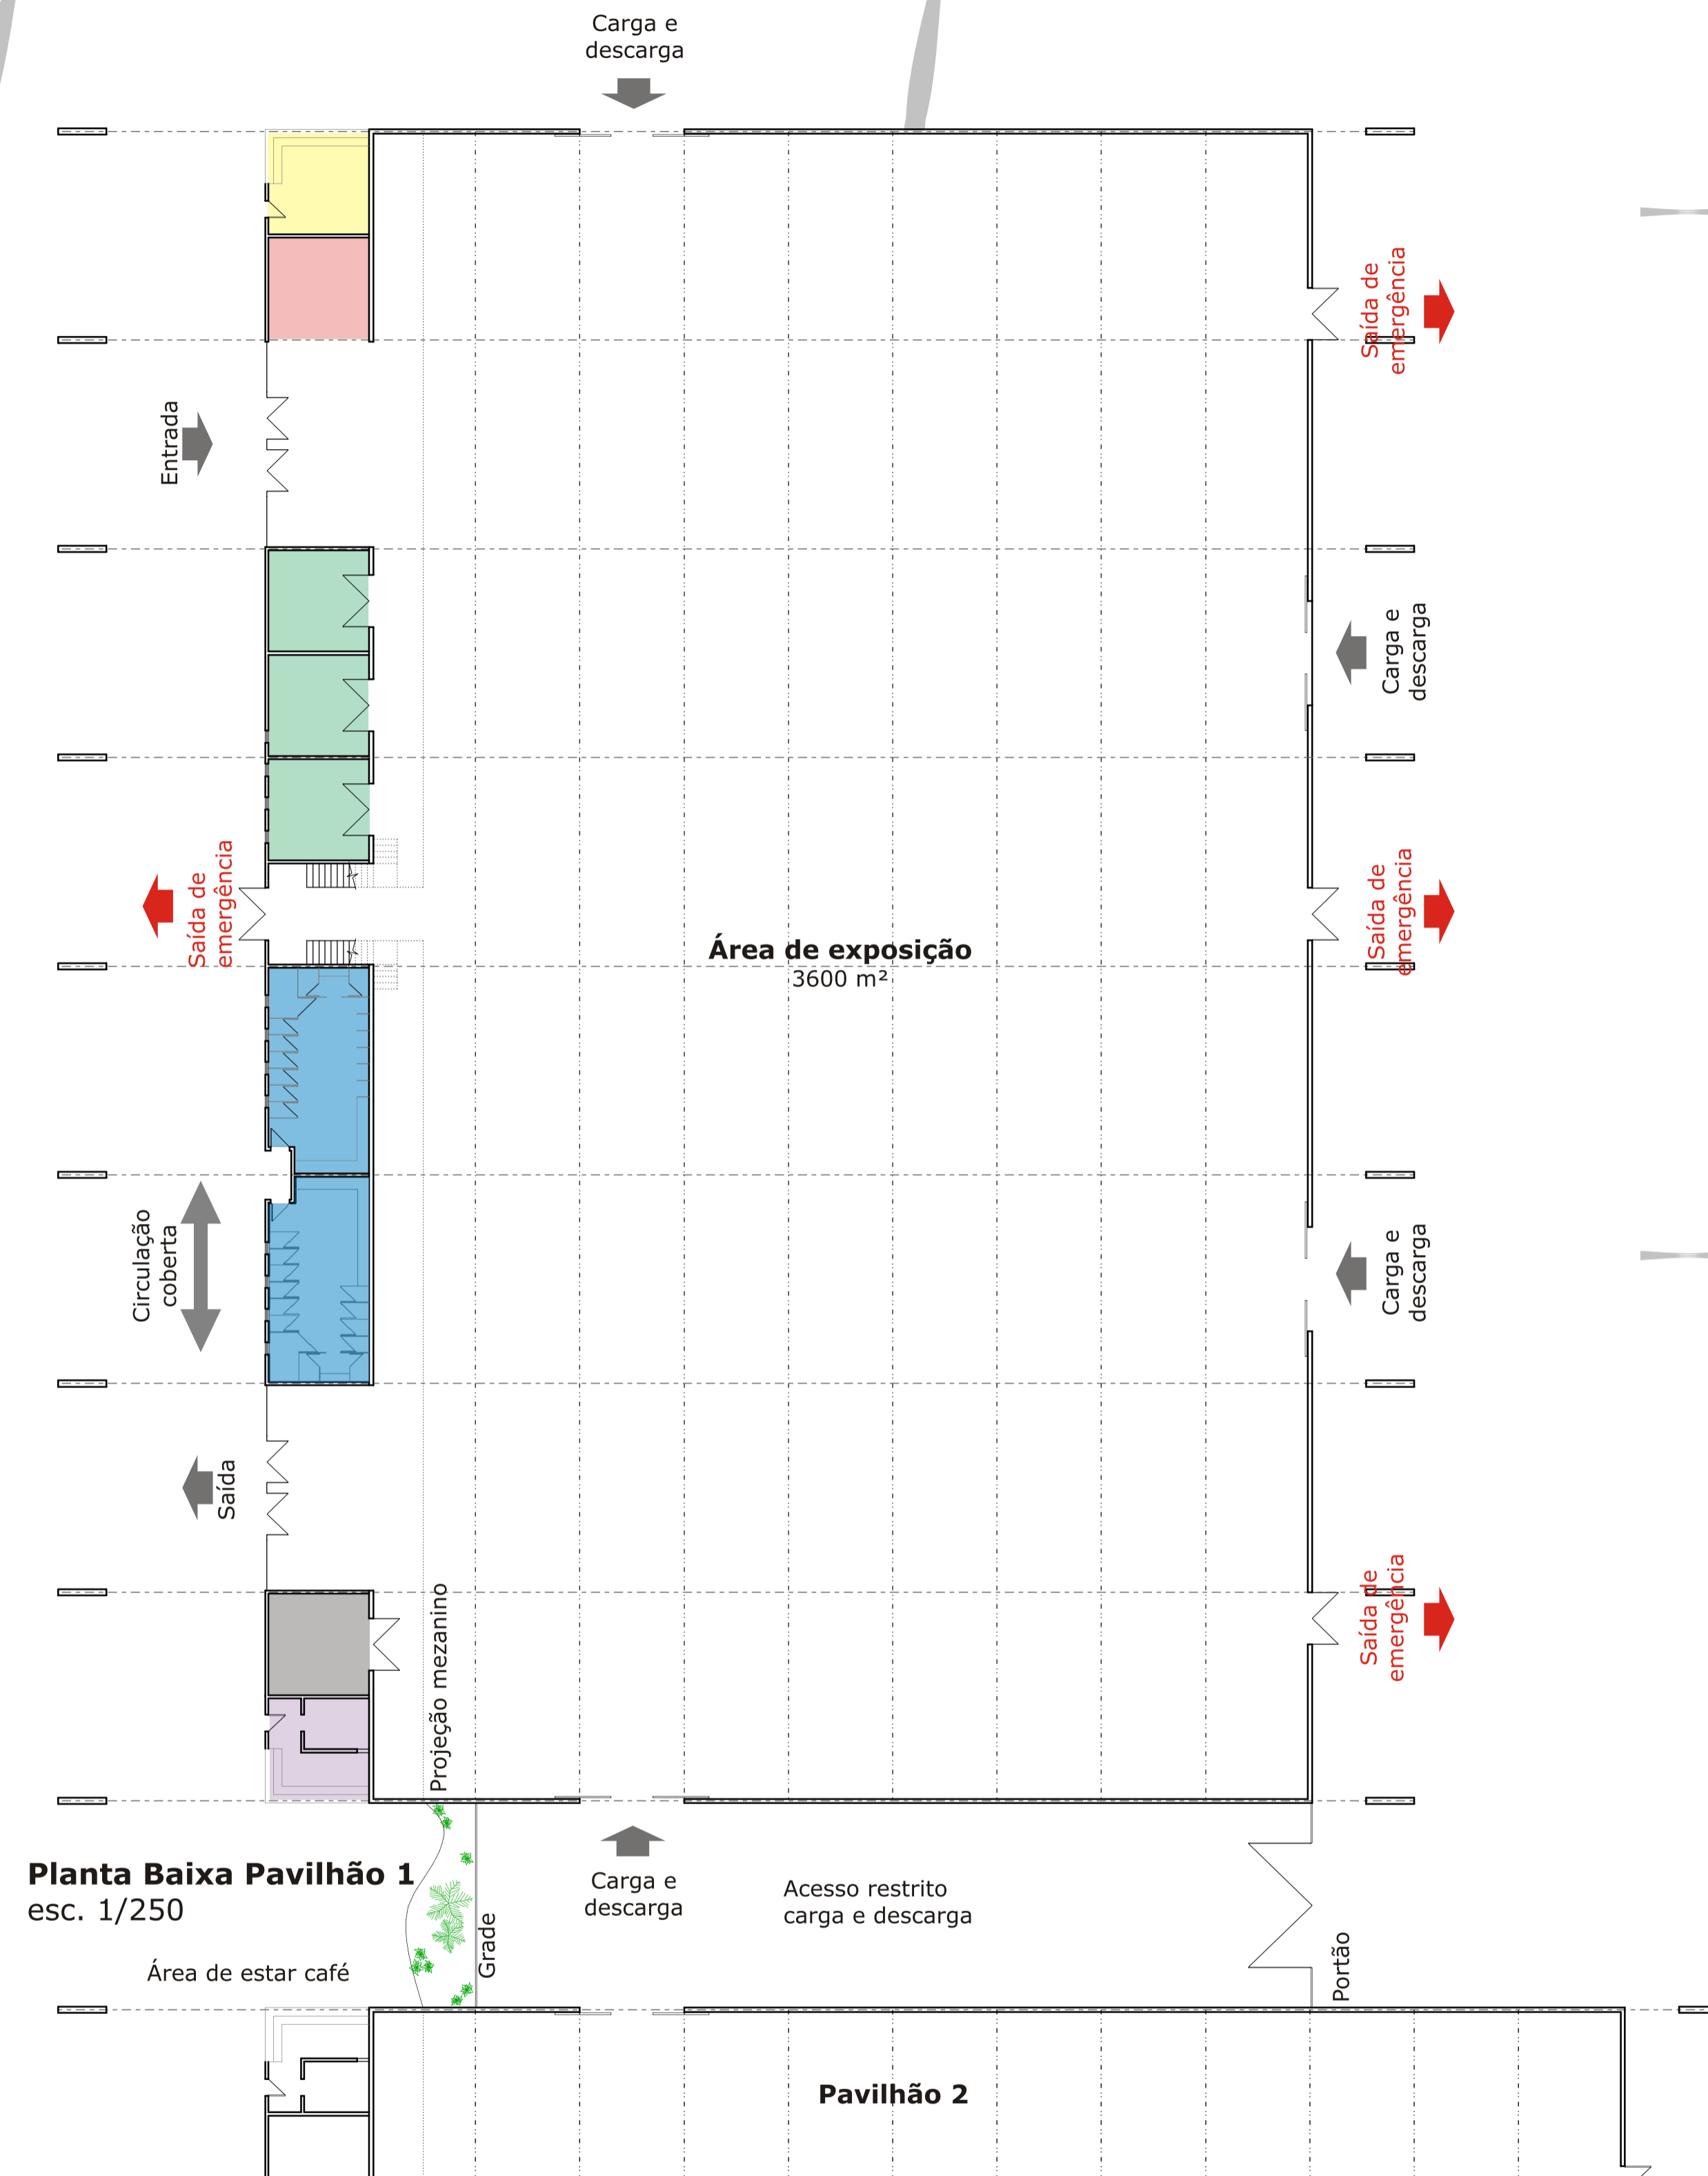 Carga e
descarga
Saída de
emergência
Entrada
Carga e
descarga
Saída de
emergência
Saída de
emergência
Área de exposição
3600 m²
Circulação
coberta
Carga e
descarga
Saída
Saída de
emergência
Projeção mezanino
Planta Baixa Pavilhão 1
esc. 1/250
Carga e
descarga
Acesso restrito
carga e descarga
Grade
Portão
Área de estar café
Pavilhão 2